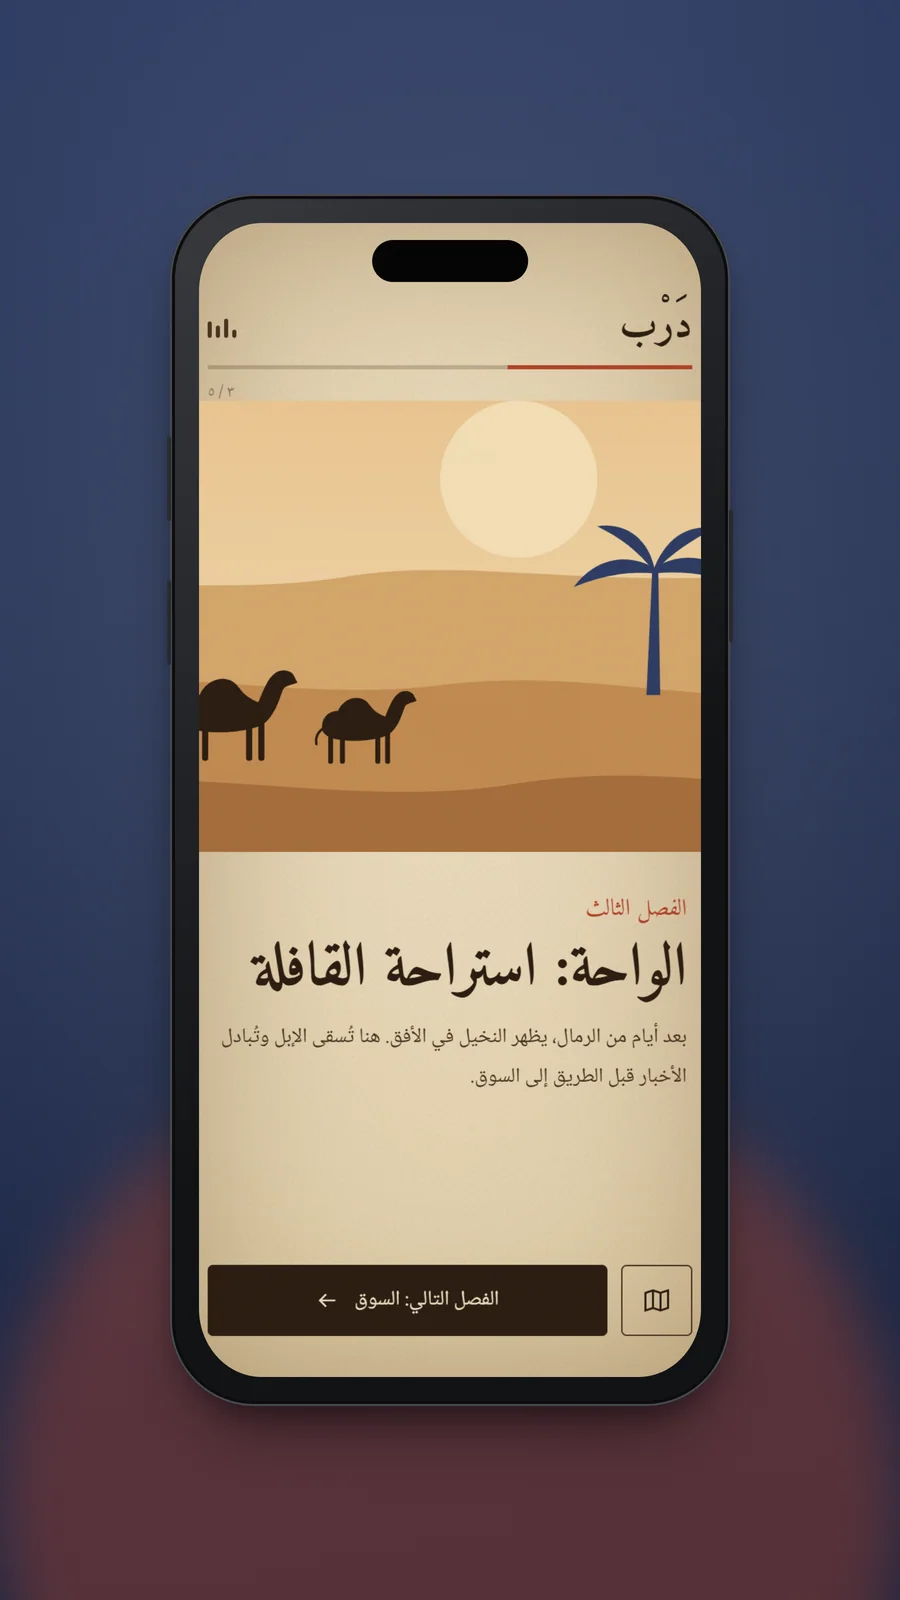 دَرْب
٣ / ٥
الفصل الثالث
الواحة: استراحة القافلة
بعد أيام من الرمال، يظهر النخيل في الأفق. هنا تُسقى الإبل وتُبادل
الأخبار قبل الطريق إلى السوق.
الفصل التالي: السوق ←